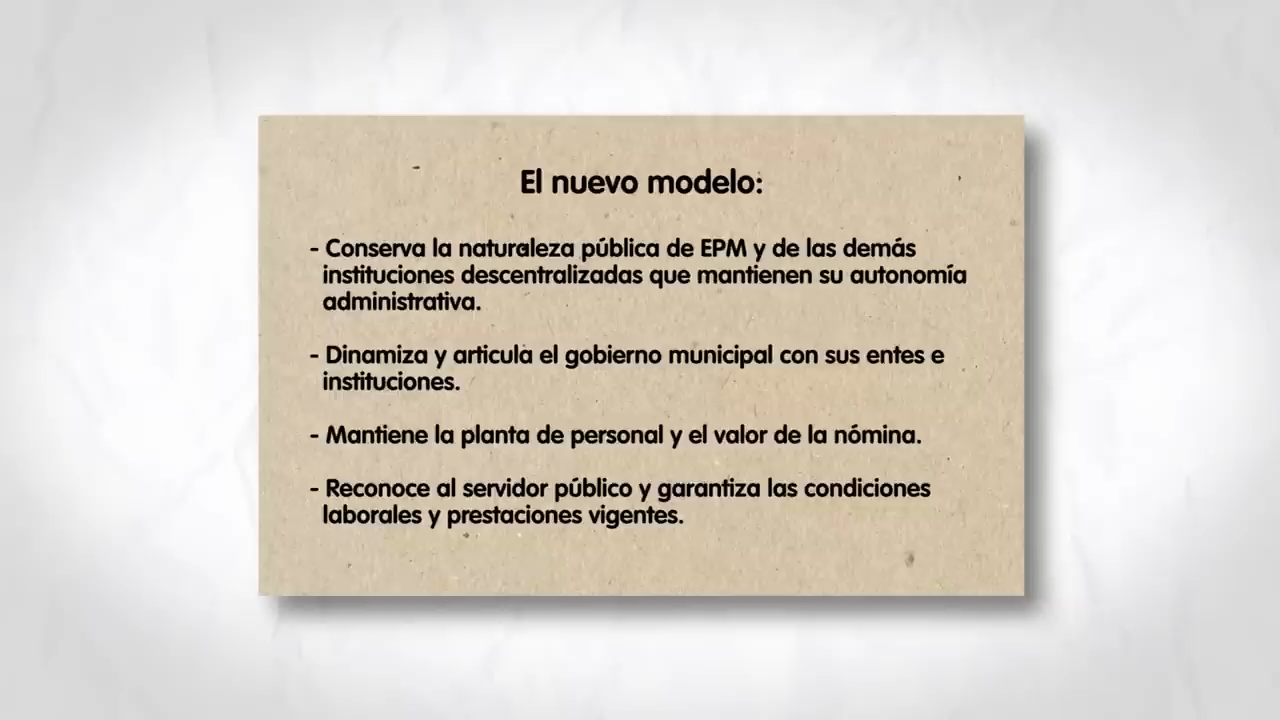 El nuevo modelo:
- Conserva la naturaleza pública de EPM y de las demás
instituciones descentralizadas que mantienen su autonomía
administrativa.
- Dinamiza y articula el gobierno municipal con sus entes e
instituciones.
- Mantiene la planta de personal y el valor de la nómina.
- Reconoce al servidor público y garantiza las condiciones
laborales y prestaciones vigentes.